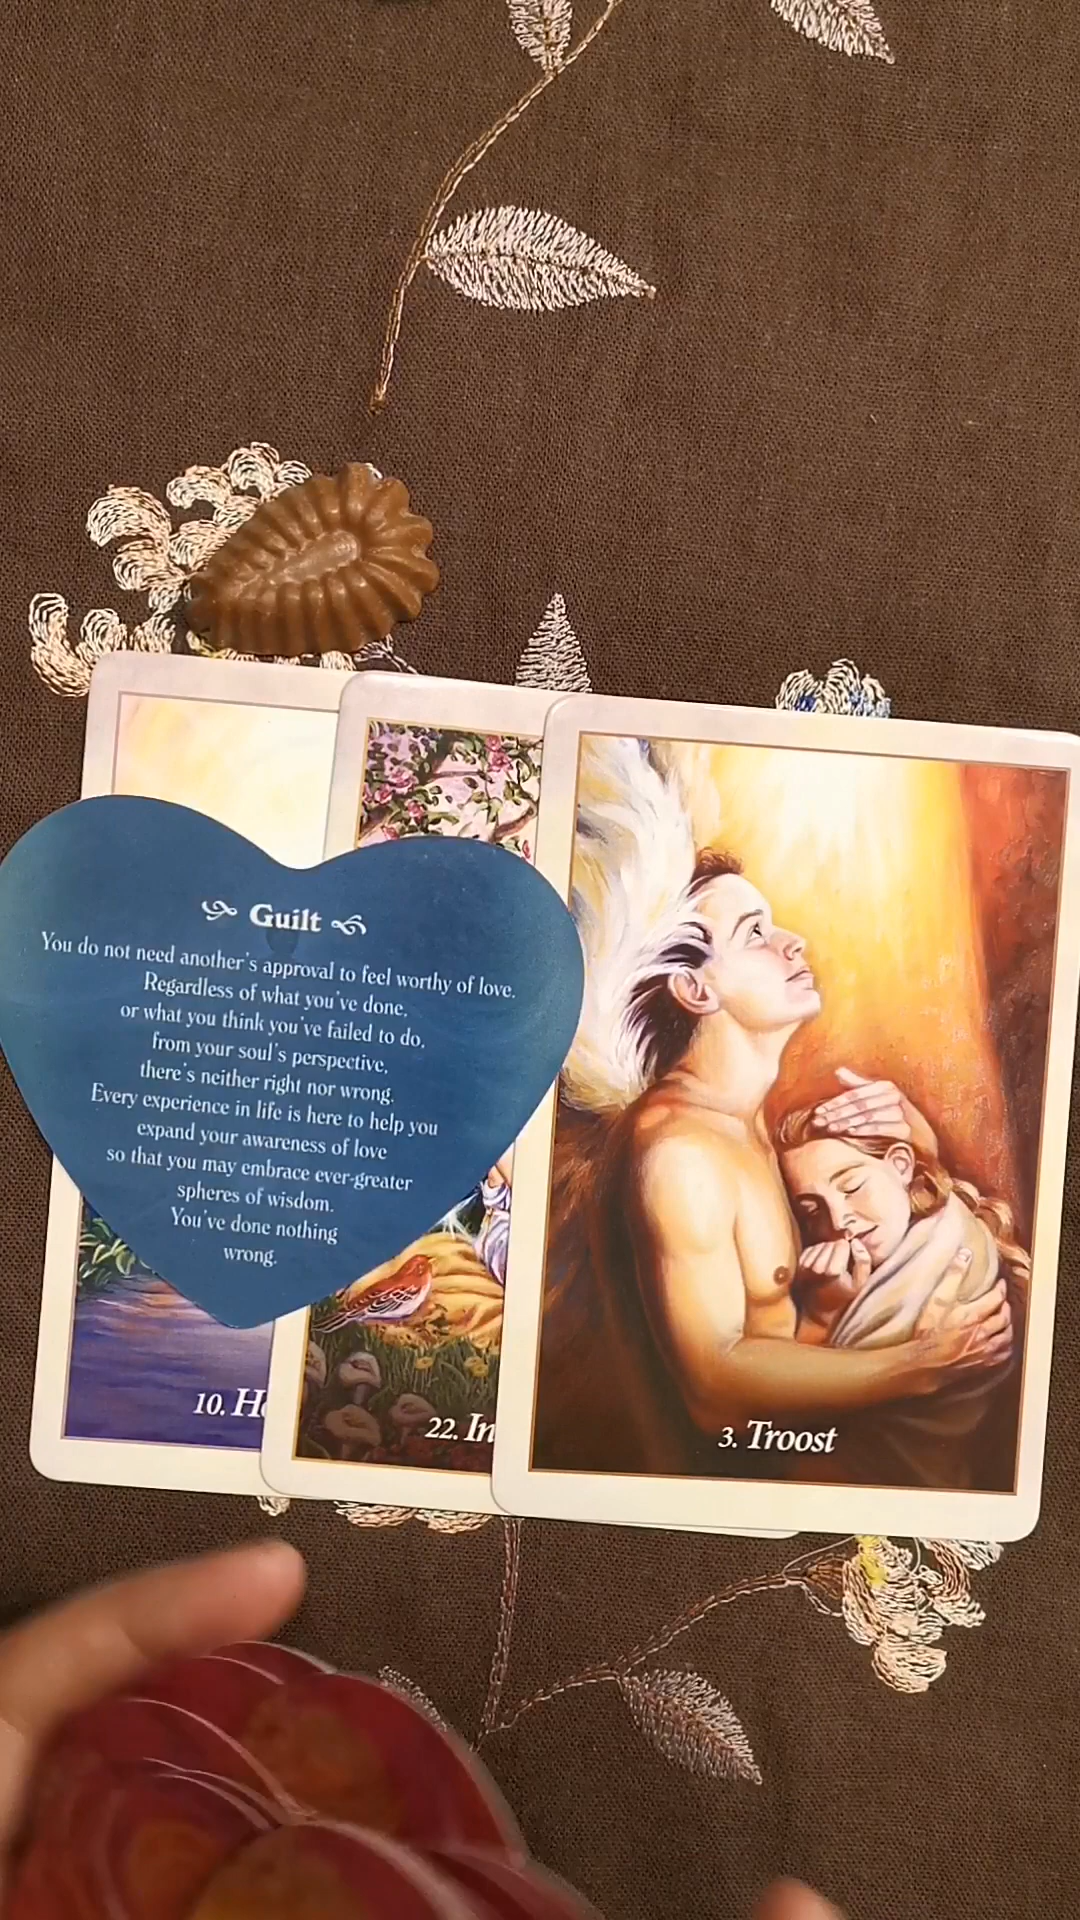 Guilt
You do not need another's approval to feel worthy of love.
Regardless of what you've done,
or what you think you've failed to do,
from your soul's perspective,
there's neither right nor wrong.
Every experience in life is here to help you
expand your awareness of love
so that you may embrace ever-greater
spheres of wisdom.
You've done nothing
wrong.
10.
22.
3. Troost